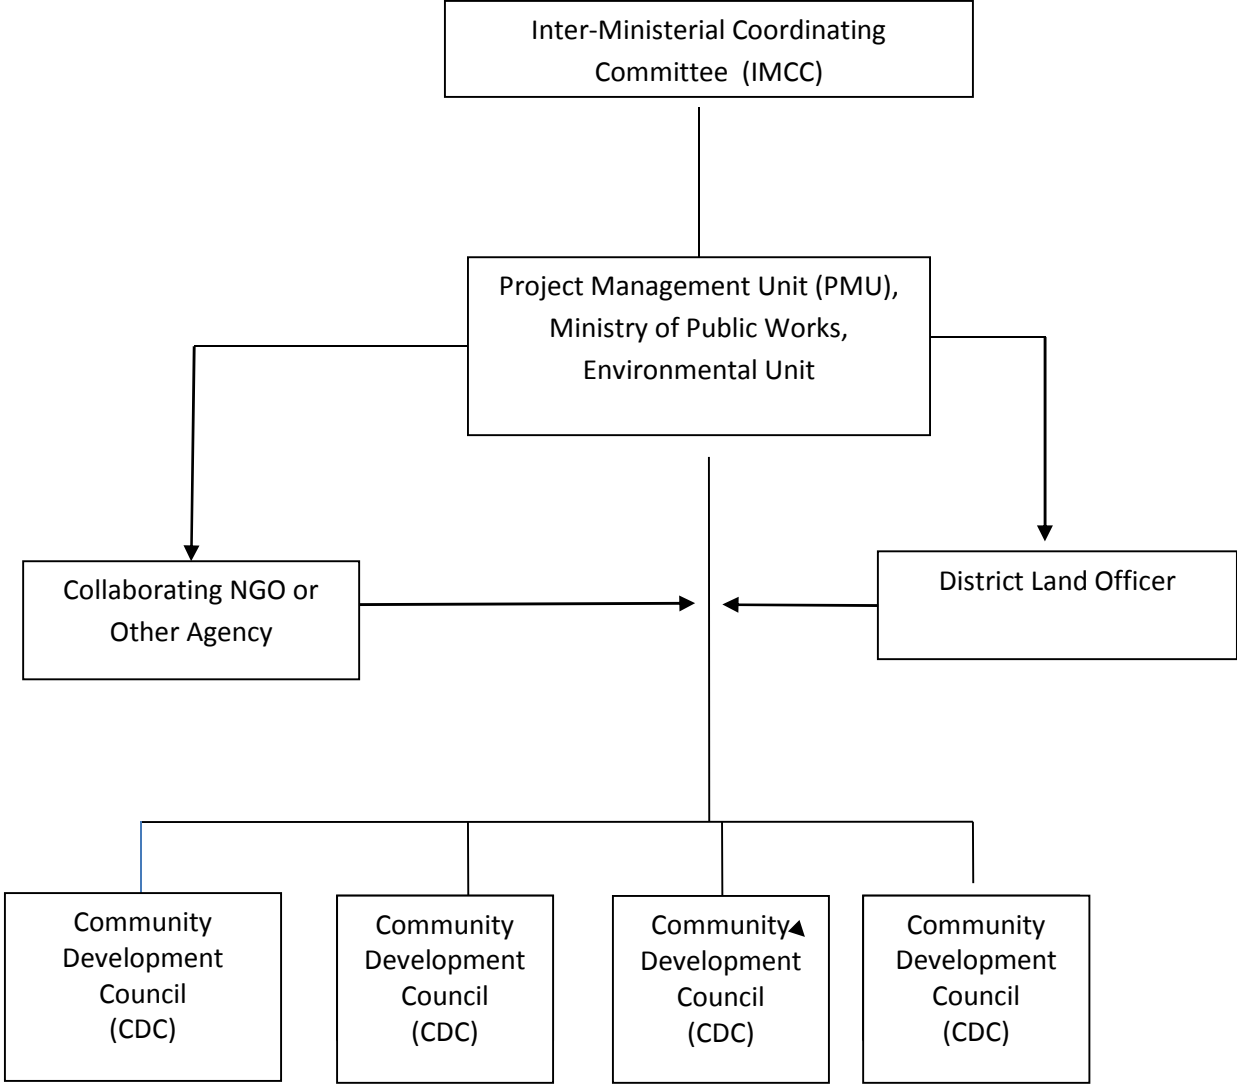 Inter-Ministerial Coordinating
Committee (IMCC)
Project Management Unit (PMU),
Ministry of Public Works,
Environmental Unit
Collaborating NGO or
Other Agency
District Land Officer
Community
Development
Council
(CDC)
Community
Development
Council
(CDC)
Community
Development
Council
(CDC)
Community
Development
Council
(CDC)